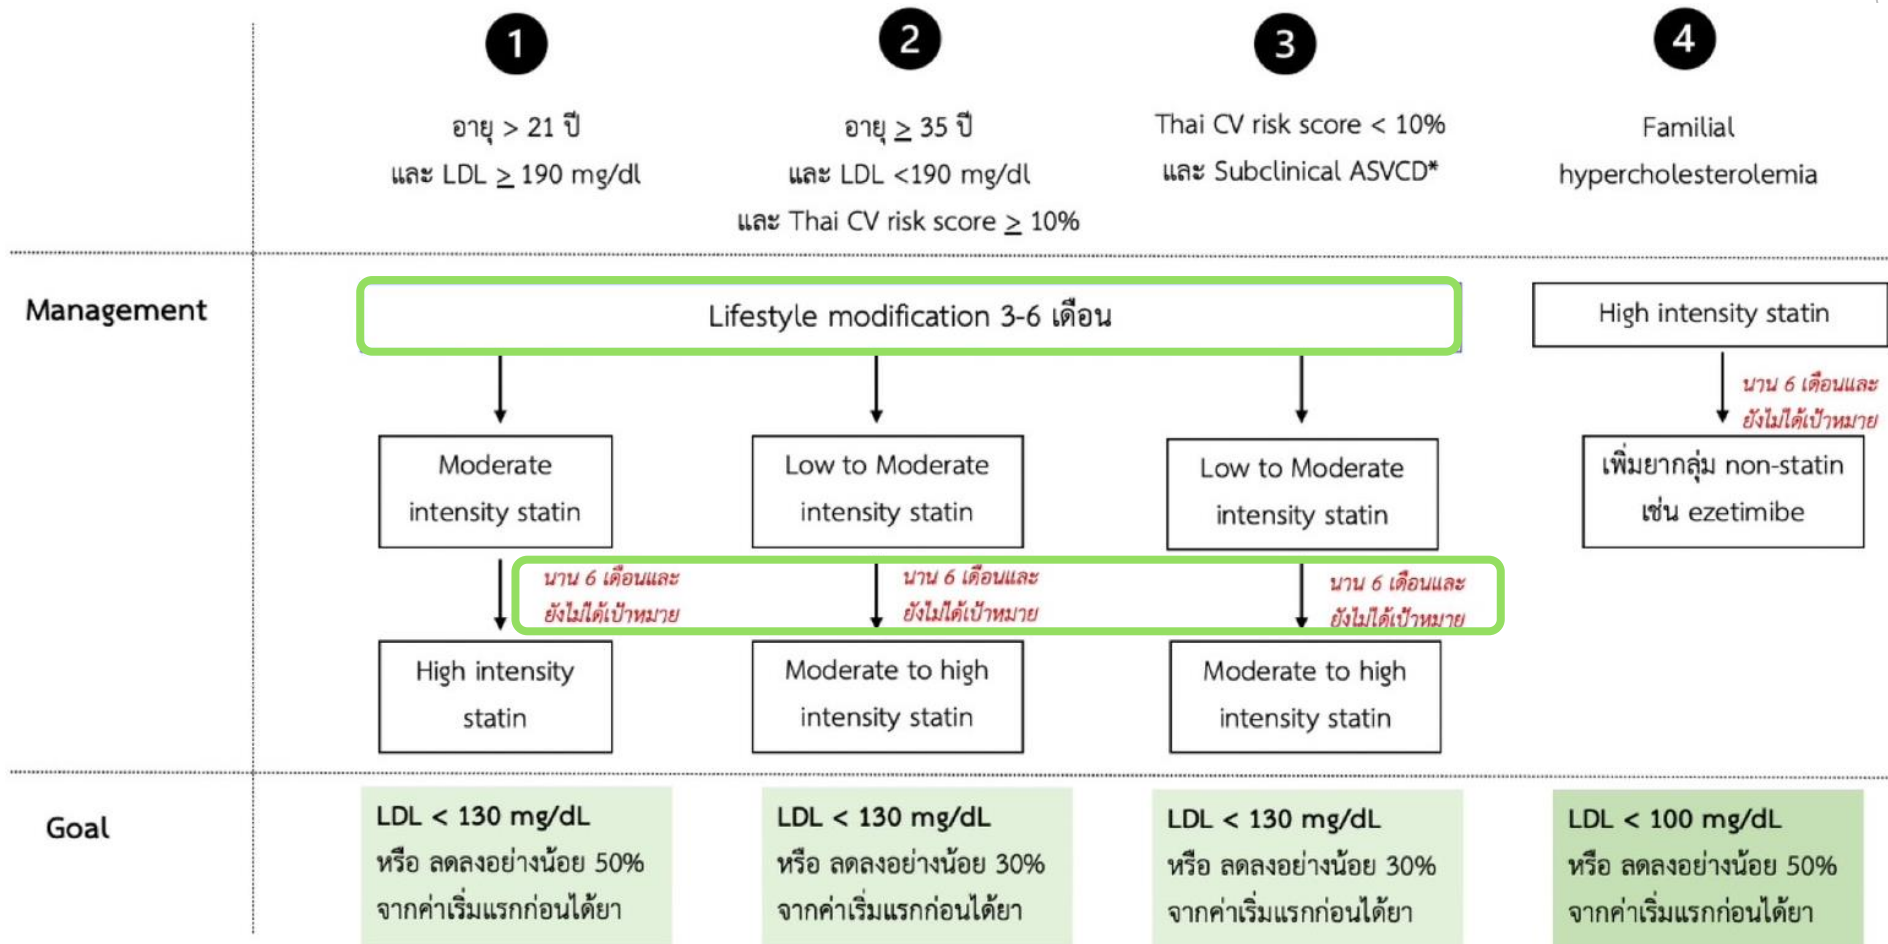 1
2
3
4
อายุ > 21 ปี
และ LDL ≥ 190 mg/dl
อายุ ≥ 35 ปี
และ LDL <190 mg/dl
และ Thai CV risk score ≥ 10%
Thai CV risk score < 10%
และ Subclinical ASVCD*
Familial
hypercholesterolemia
Management
Lifestyle modification 3-6 เดือน
High intensity statin
นาน 6 เดือนและ
ยังไม่ได้เป้าหมาย
Moderate
intensity statin
Low to Moderate
intensity statin
Low to Moderate
intensity statin
เพิ่มยากลุ่ม non-statin
เช่น ezetimibe
นาน 6 เดือนและ
ยังไม่ได้เป้าหมาย
นาน 6 เดือนและ
ยังไม่ได้เป้าหมาย
นาน 6 เดือนและ
ยังไม่ได้เป้าหมาย
High intensity
statin
Moderate to high
intensity statin
Moderate to high
intensity statin
Goal
LDL < 130 mg/dL
หรือ ลดลงอย่างน้อย 50%
จากค่าเริ่มแรกก่อนได้ยา
LDL < 130 mg/dL
หรือ ลดลงอย่างน้อย 30%
จากค่าเริ่มแรกก่อนได้ยา
LDL < 130 mg/dL
หรือ ลดลงอย่างน้อย 30%
จากค่าเริ่มแรกก่อนได้ยา
LDL < 100 mg/dL
หรือ ลดลงอย่างน้อย 50%
จากค่าเริ่มแรกก่อนได้ยา